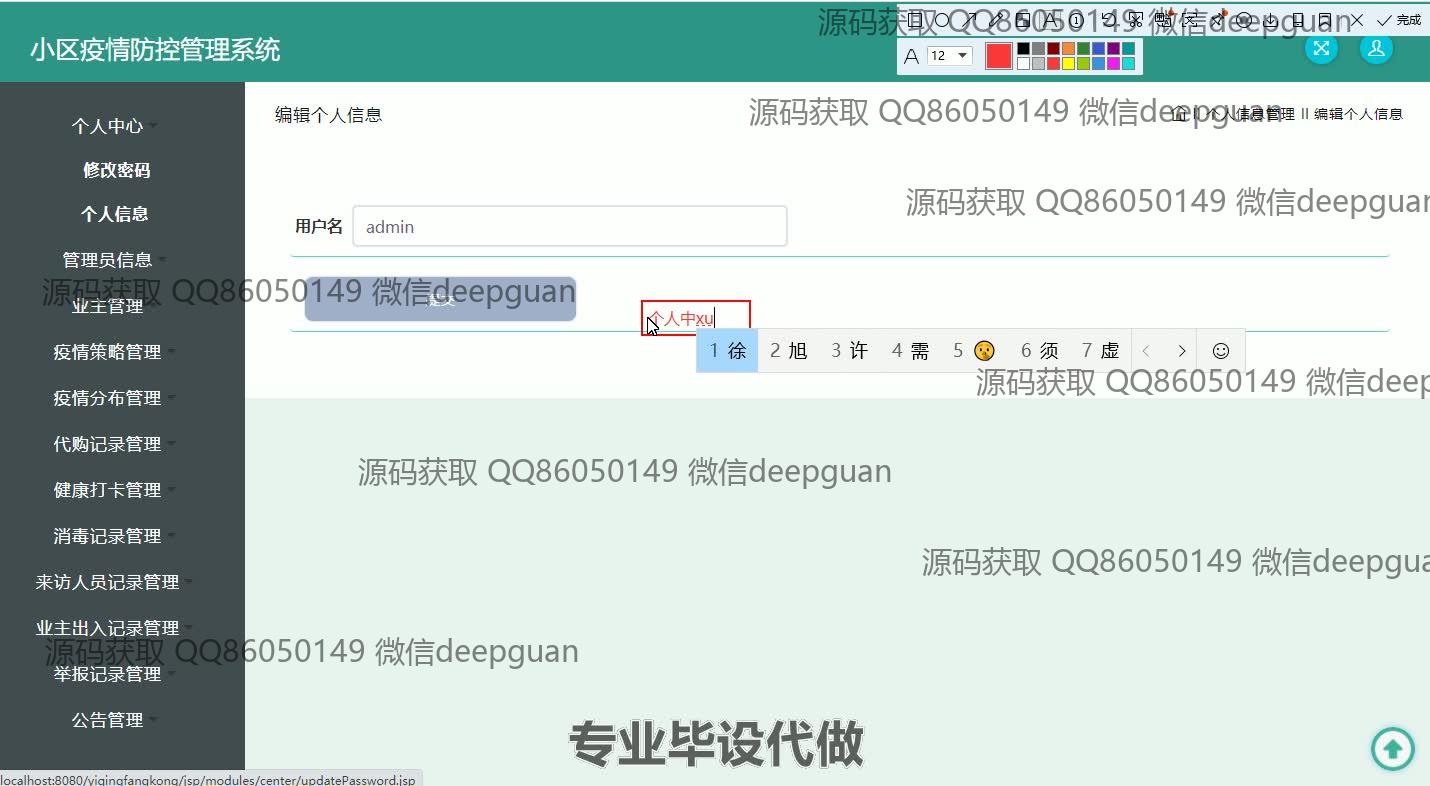 源码获取 QQ86050149 微信deepguan
完成
小区疫情防控管理系统
A 12
编辑个人信息
源码获取 QQ86050149 微信deepguan
个人信息管理 II 编辑个人信息
个人中心
修改密码
个人信息
管理员信息
业主管理
疫情策略管理
疫情分布管理
代购记录管理
健康打卡管理
消毒记录管理
来访人员记录管理
业主出入记录管理
举报记录管理
公告管理
源码获取 QQ86050149 微信deepguan
用户名 admin
源码获取 QQ86050149 微信deepguan
提交
个人中xu
1 徐 2 旭 3 许 4 需 5 🤫 6 须 7 虚
源码获取 QQ86050149 微信deep
源码获取 QQ86050149 微信deepguan
源码获取 QQ86050149 微信deepgua
源码获取 QQ86050149 微信deepguan
专业毕设代做
localhost:8080/yiqingfangkong/jsp/modules/center/updatePassword.jsp